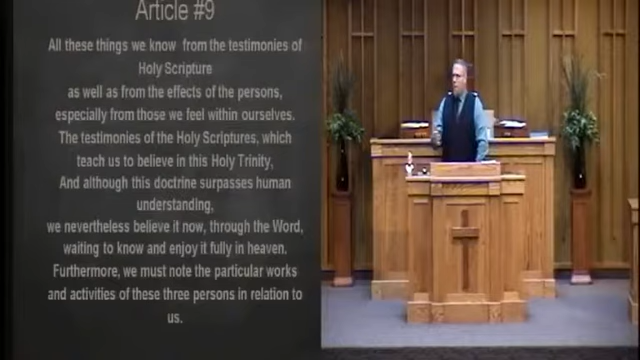 Article #9
All these things we know from the testimonies of
Holy Scripture
as well as from the effects of the persons,
especially from those we feel within ourselves.
The testimonies of the Holy Scriptures, which
teach us to believe in this Holy Trinity,
And although this doctrine surpasses human
understanding,
we nevertheless believe it now, through the Word,
waiting to know and enjoy it fully in heaven.
Furthermore, we must note the particular works
and activities of these three persons in relation to
us.